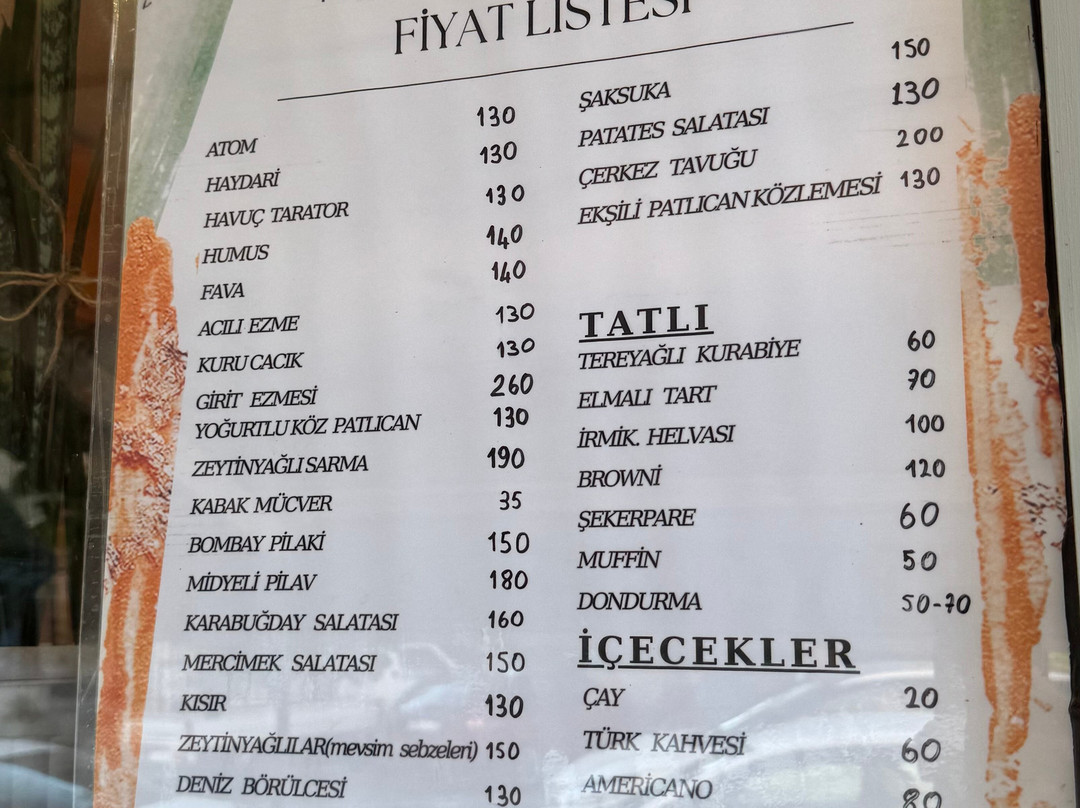 FİYAT LİSTESİ
ATOM 130
HAYDARİ 130
HAVUÇ TARATOR 130
HUMUS 140
FAVA 140
ACILI EZME 130
KURU CACIK 130
GİRİT EZMESİ 260
YOĞURTLU KÖZ PATLICAN 130
ZEYTİNYAĞLI SARMA 190
KABAK MÜCVER 35
BOMBAY PİLAKİ 150
MİDYELİ PİLAV 180
KARABUĞDAY SALATASI 160
MERCİMEK SALATASI 150
KISIR 130
ZEYTİNYAĞLILAR(mevsim sebzeleri) 150
DENİZ BÖRÜLCESİ 130
ŞAKSUKA 150
PATATES SALATASI 130
ÇERKEZ TAVUĞU 200
EKŞİLİ PATLICAN KÖZLEMESİ 130
TATLI
TEREYAĞLI KURABİYE 60
ELMALI TART 70
İRMİK. HELVASI 100
BROWNİ 120
ŞEKERPARE 60
MUFFİN 50
DONDURMA 50-70
İÇECEKLER
ÇAY 20
TÜRK KAHVESİ 60
AMERİCANO 80